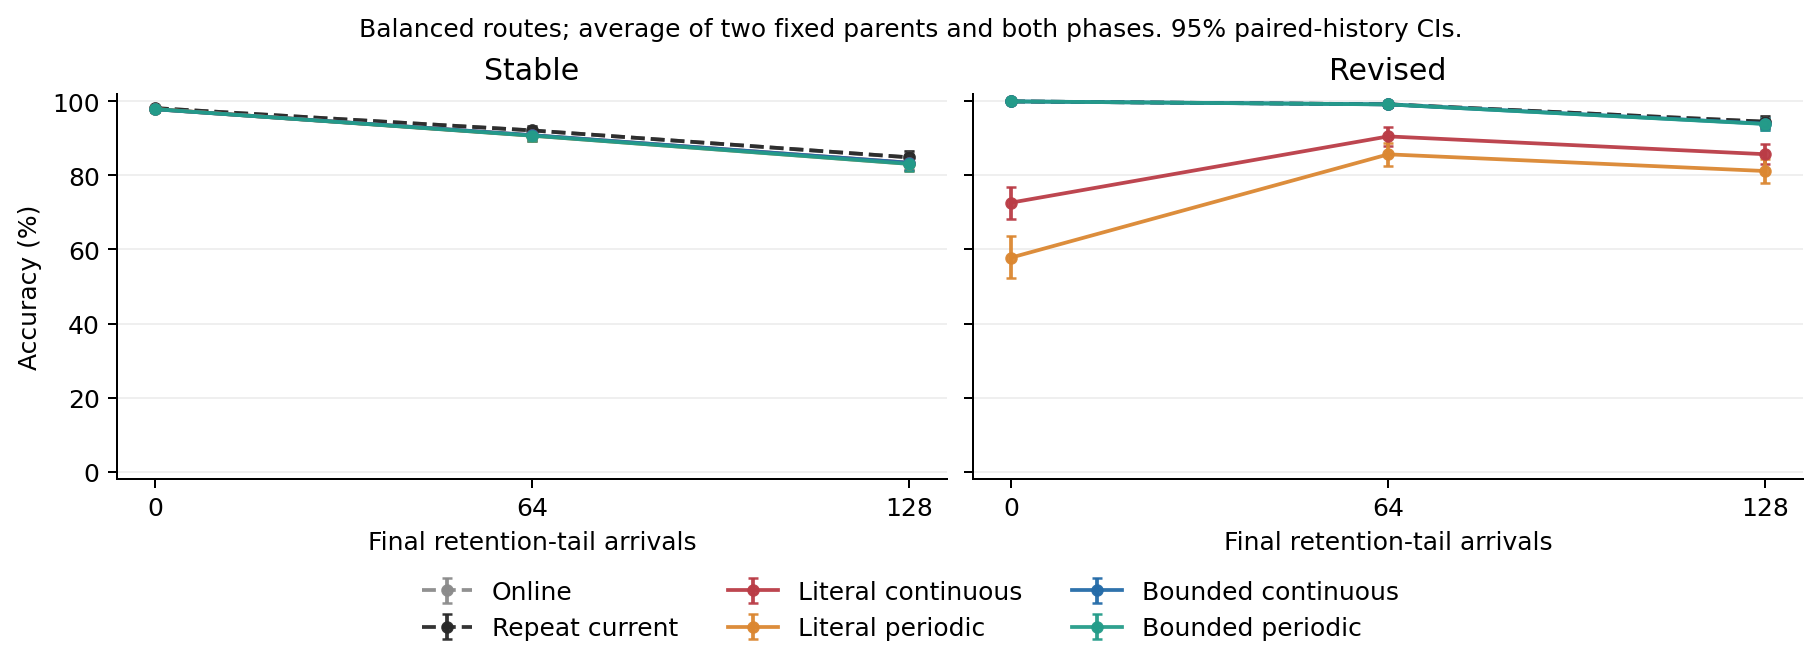 Balanced routes; average of two fixed parents and both phases. 95% paired-history CIs.
Stable
Revised
Accuracy (%)
100
80
60
40
20
0
0 64 128
0 64 128
Final retention-tail arrivals
Final retention-tail arrivals
Online
Repeat current
Literal continuous
Literal periodic
Bounded continuous
Bounded periodic